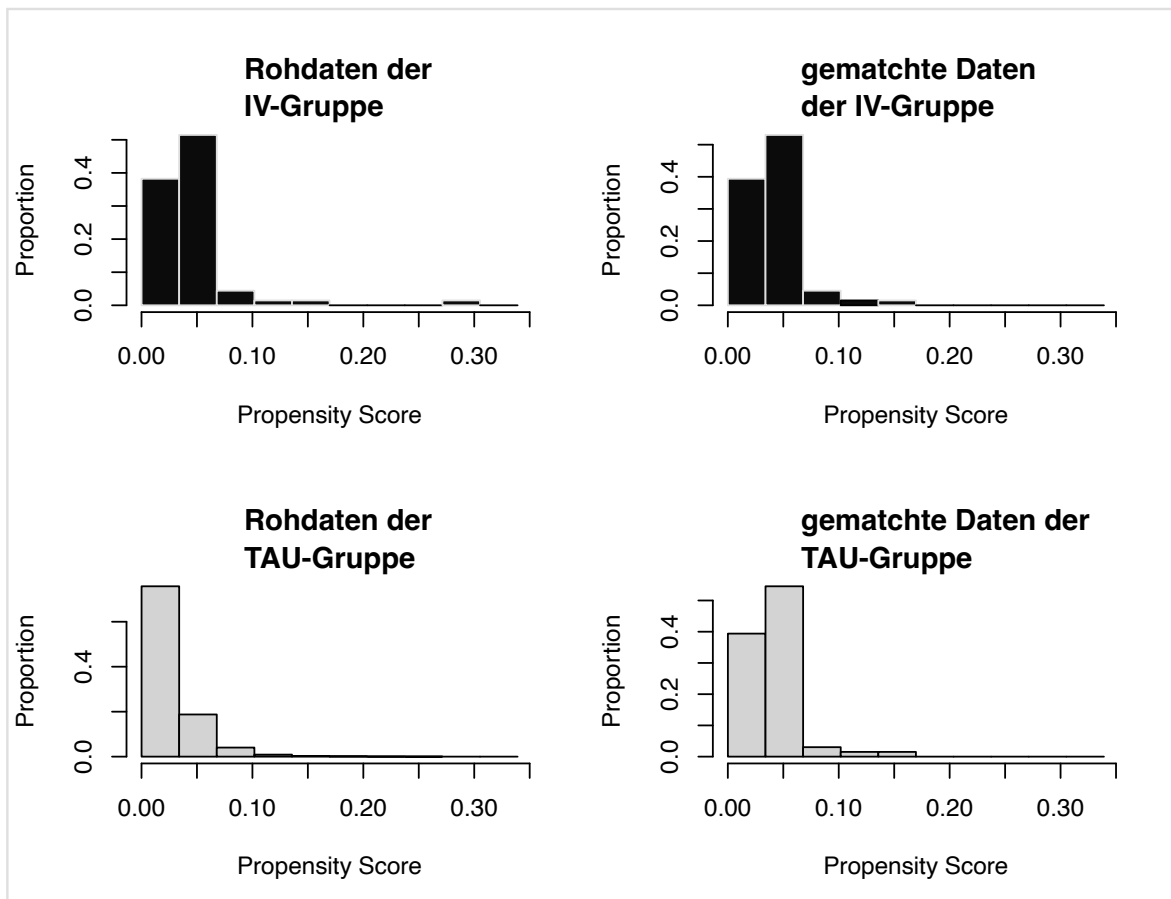 Rohdaten der
IV-Gruppe
Proportion
0.4
0.2
0.0
0.00 0.10 0.20 0.30
Propensity Score
gematchte Daten
der IV-Gruppe
Proportion
0.4
0.2
0.0
0.00 0.10 0.20 0.30
Propensity Score
Rohdaten der
TAU-Gruppe
Proportion
0.4
0.0
0.00 0.10 0.20 0.30
Propensity Score
gematchte Daten der
TAU-Gruppe
Proportion
0.4
0.2
0.0
0.00 0.10 0.20 0.30
Propensity Score